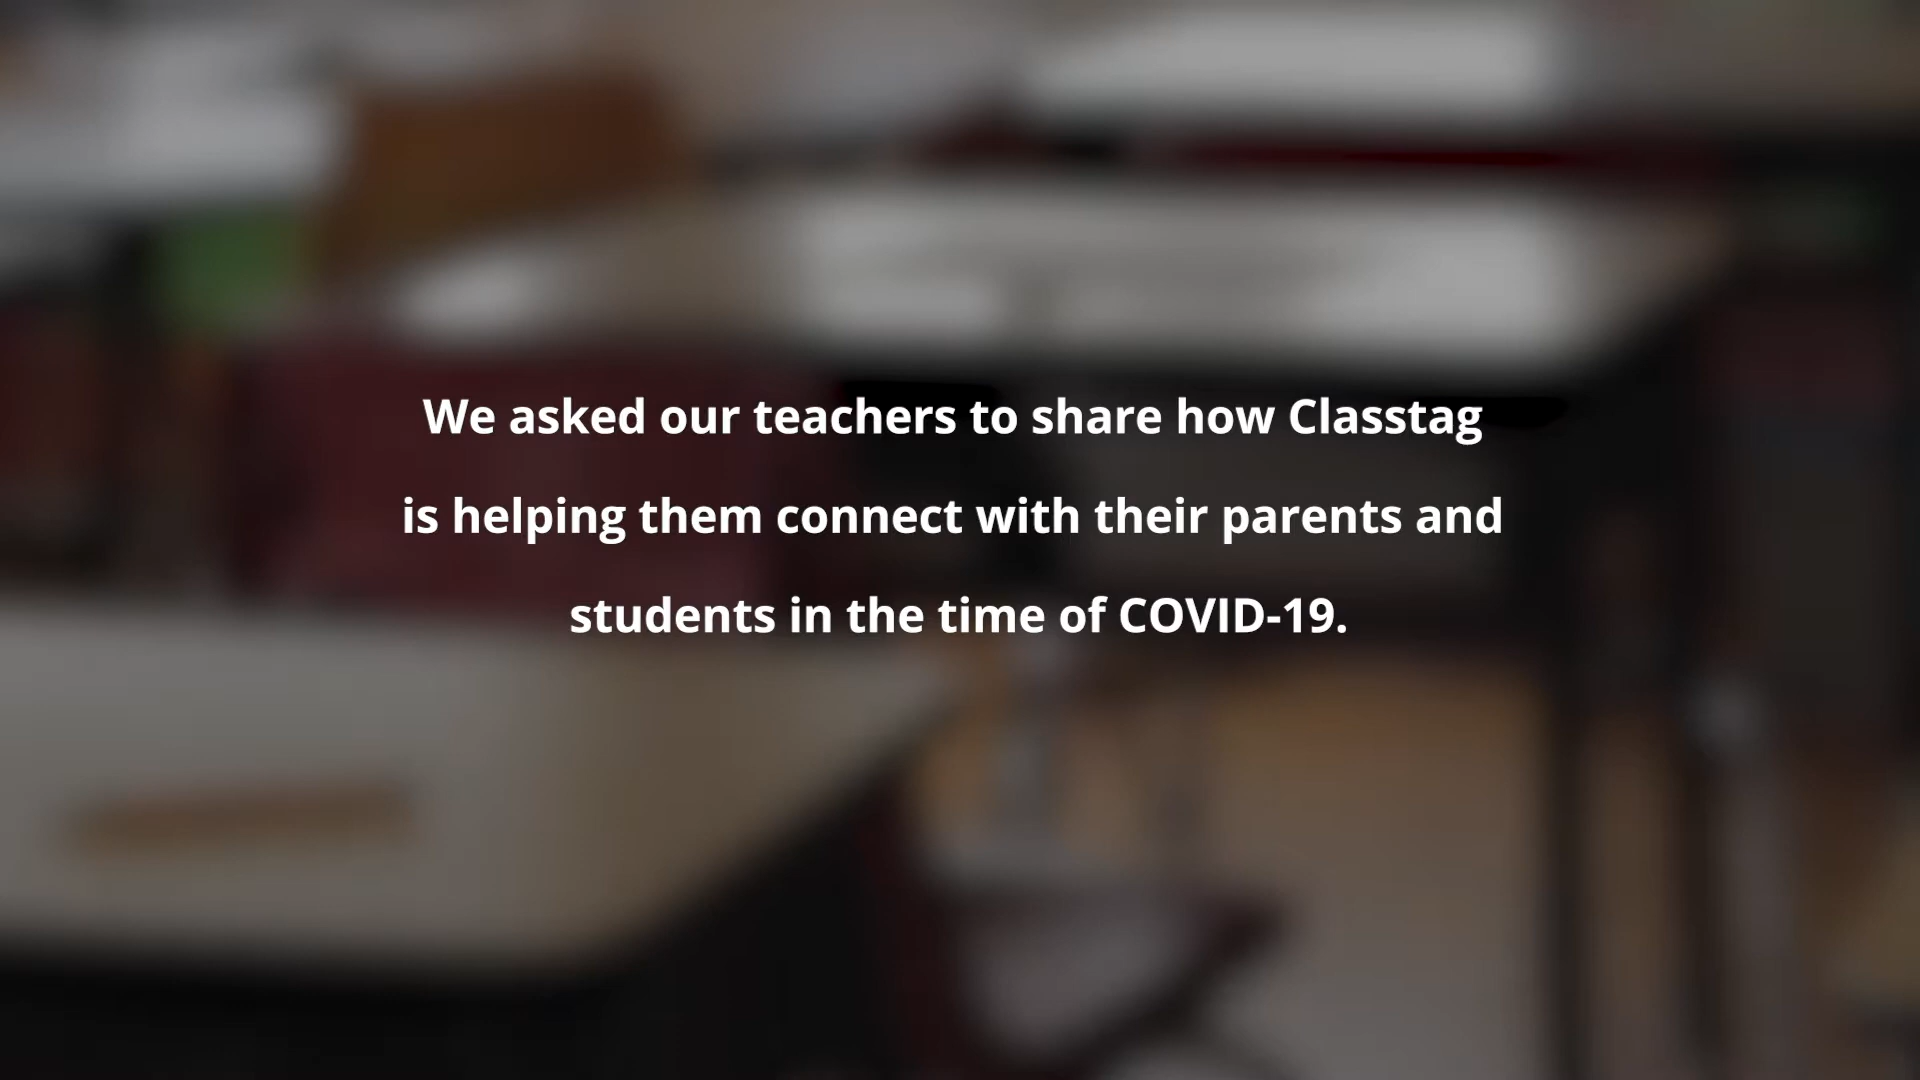 We asked our teachers to share how Classtag
is helping them connect with their parents and
students in the time of COVID-19.